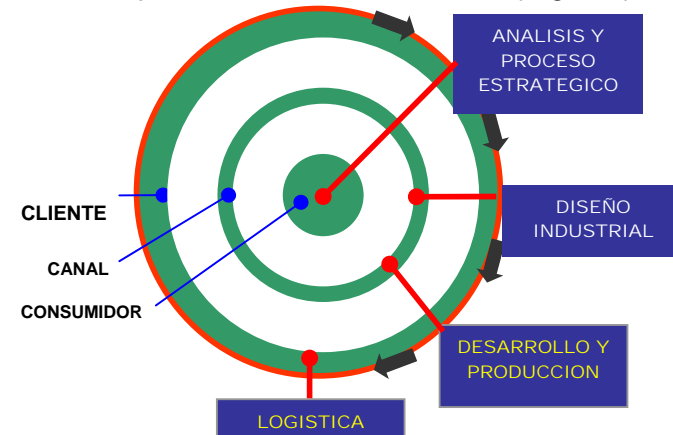 ANALISIS Y
PROCESO
ESTRATEGICO
CLIENTE
DISEÑO
INDUSTRIAL
CANAL
CONSUMIDOR
DESARROLLO Y
PRODUCCION
LOGISTICA